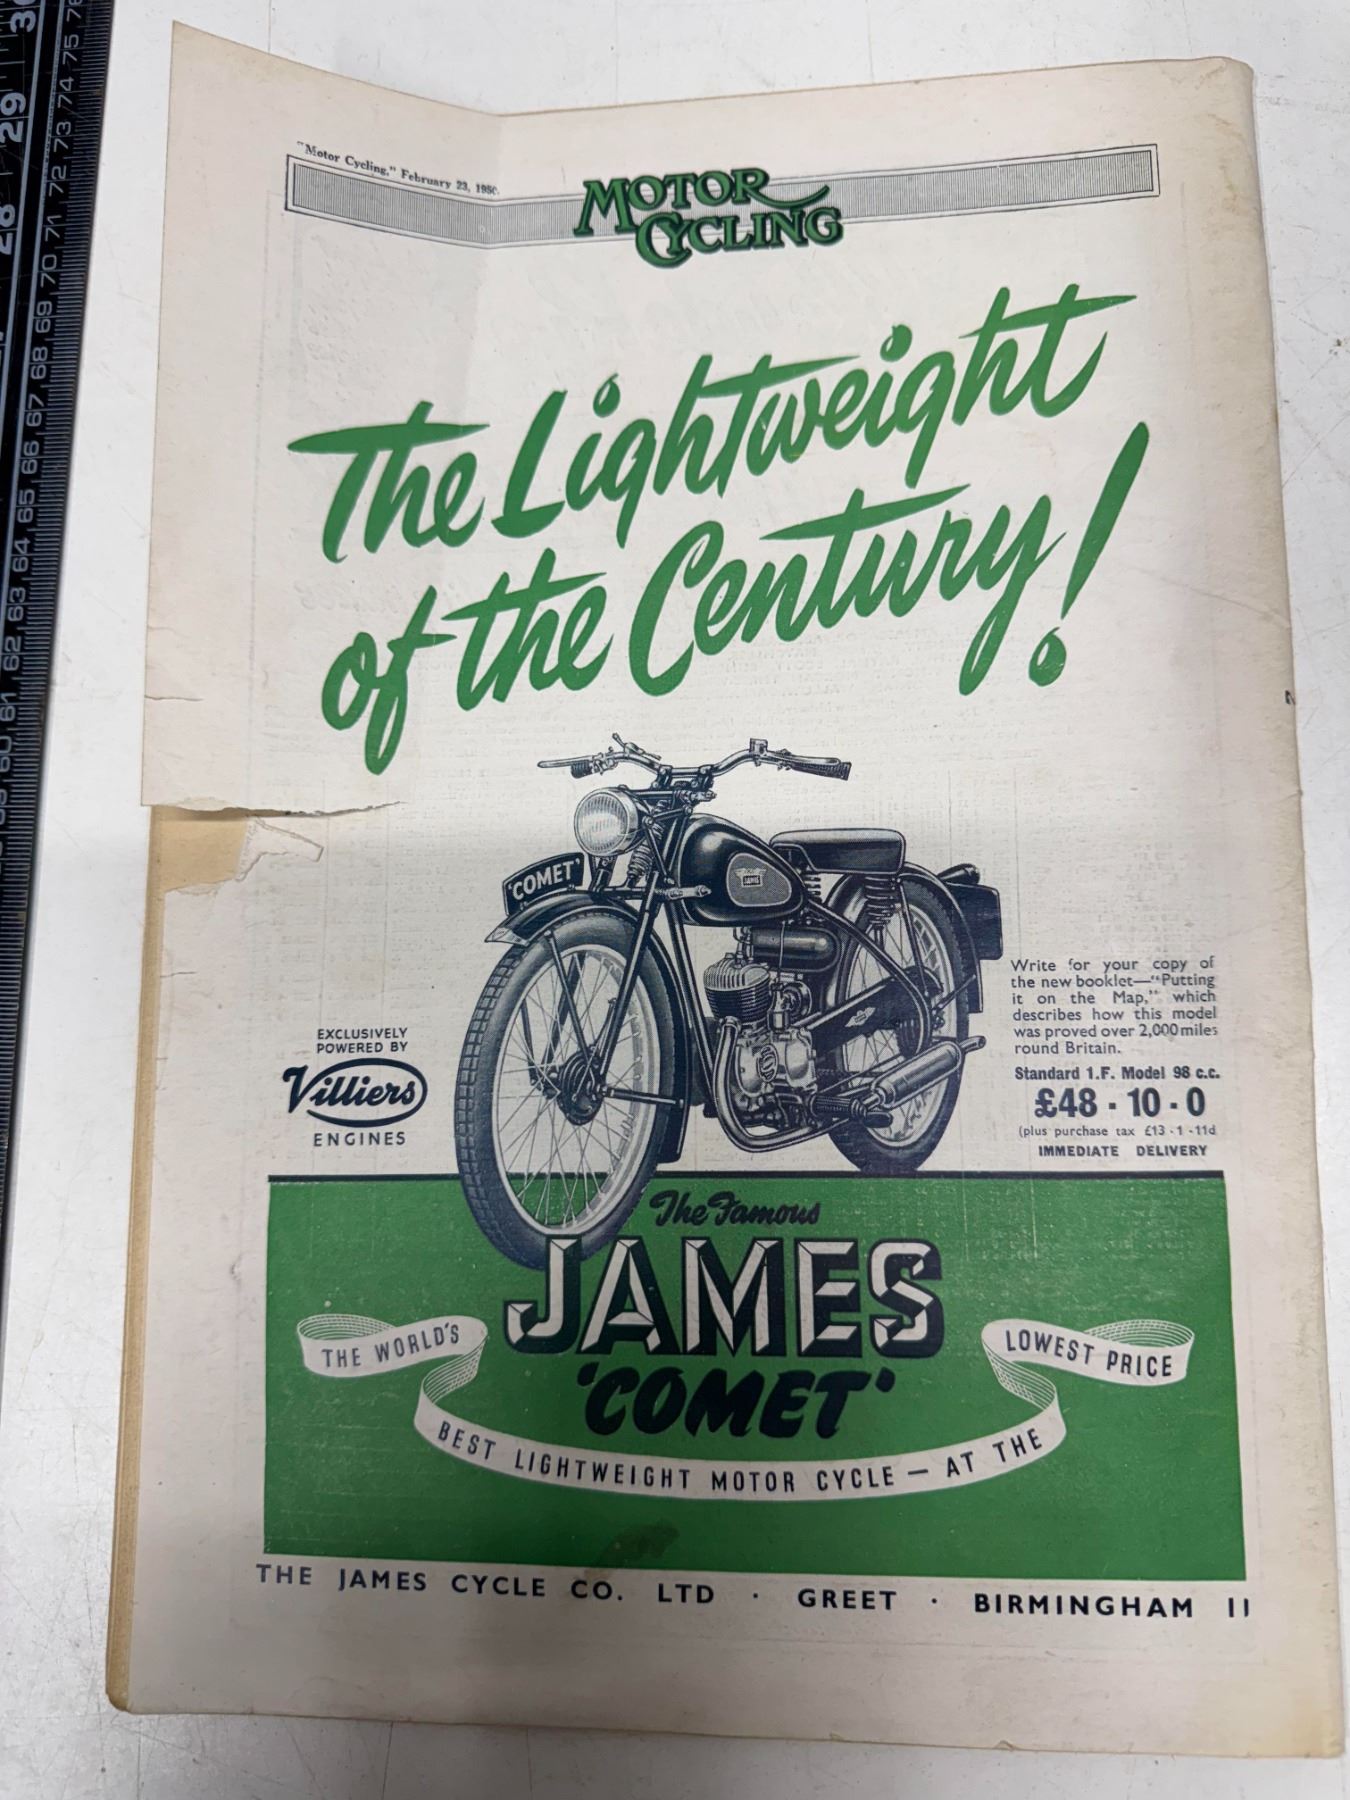 "Motor Cycling," February 23, 1950.
MOTOR
CYCLING
The Lightweight
of the Century!
'COMET'
JAMES
Write for your copy of
the new booklet—"Putting
it on the Map," which
describes how this model
was proved over 2,000 miles
round Britain.
Standard 1.F. Model 98 c.c.
£48 · 10 · 0
(plus purchase tax £13 · 1 · 11d
IMMEDIATE DELIVERY
EXCLUSIVELY
POWERED BY
Villiers
ENGINES
The Famous
JAMES
'COMET'
THE WORLD'S
BEST LIGHTWEIGHT MOTOR CYCLE — AT THE
LOWEST PRICE
THE JAMES CYCLE CO. LTD · GREET · BIRMINGHAM 11